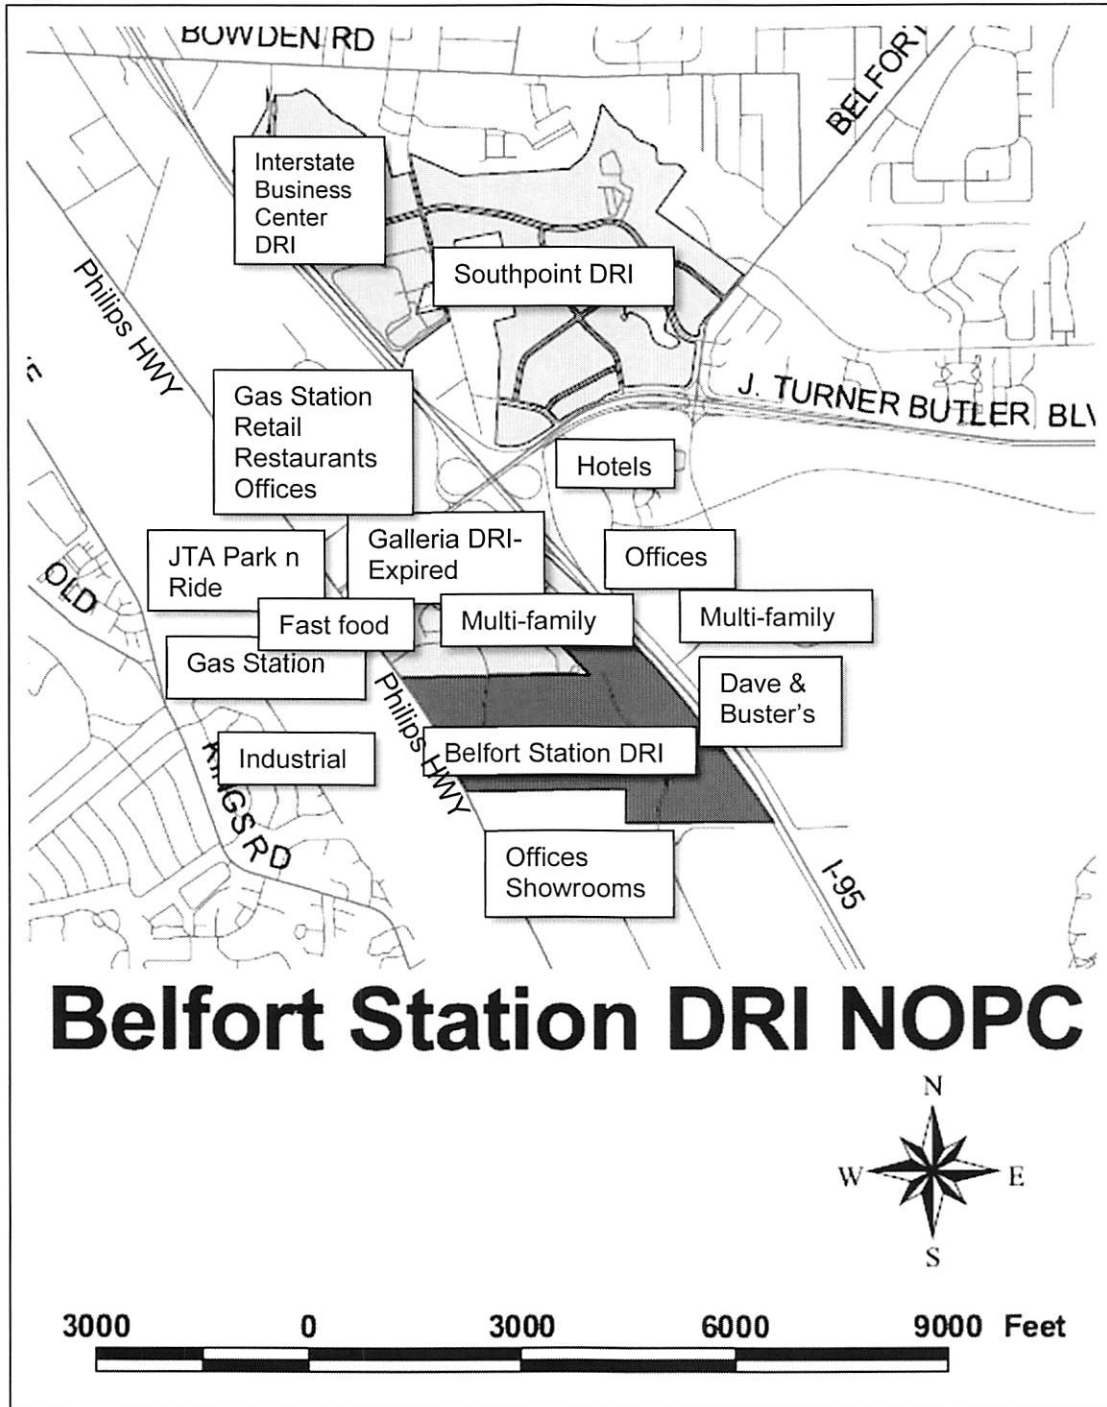 BOWDEN RD
BELFORT
Interstate
Business
Center
DRI
Southpoint DRI
Philips HWY
J. TURNER BUTLER
Gas Station
Retail
Restaurants
Offices
Hotels
JTA Park n
Ride
Galleria DRI-
Expired
Offices
OLD
Fast food
Multi-family
Multi-family
Gas Station
Philips HWY
Dave &
Buster's
Industrial
Belfort Station DRI
KINGS RD
Offices
Showrooms
I-95
Belfort Station DRI NOPC
N
W
E
S
3000 0 3000 6000 9000 Feet